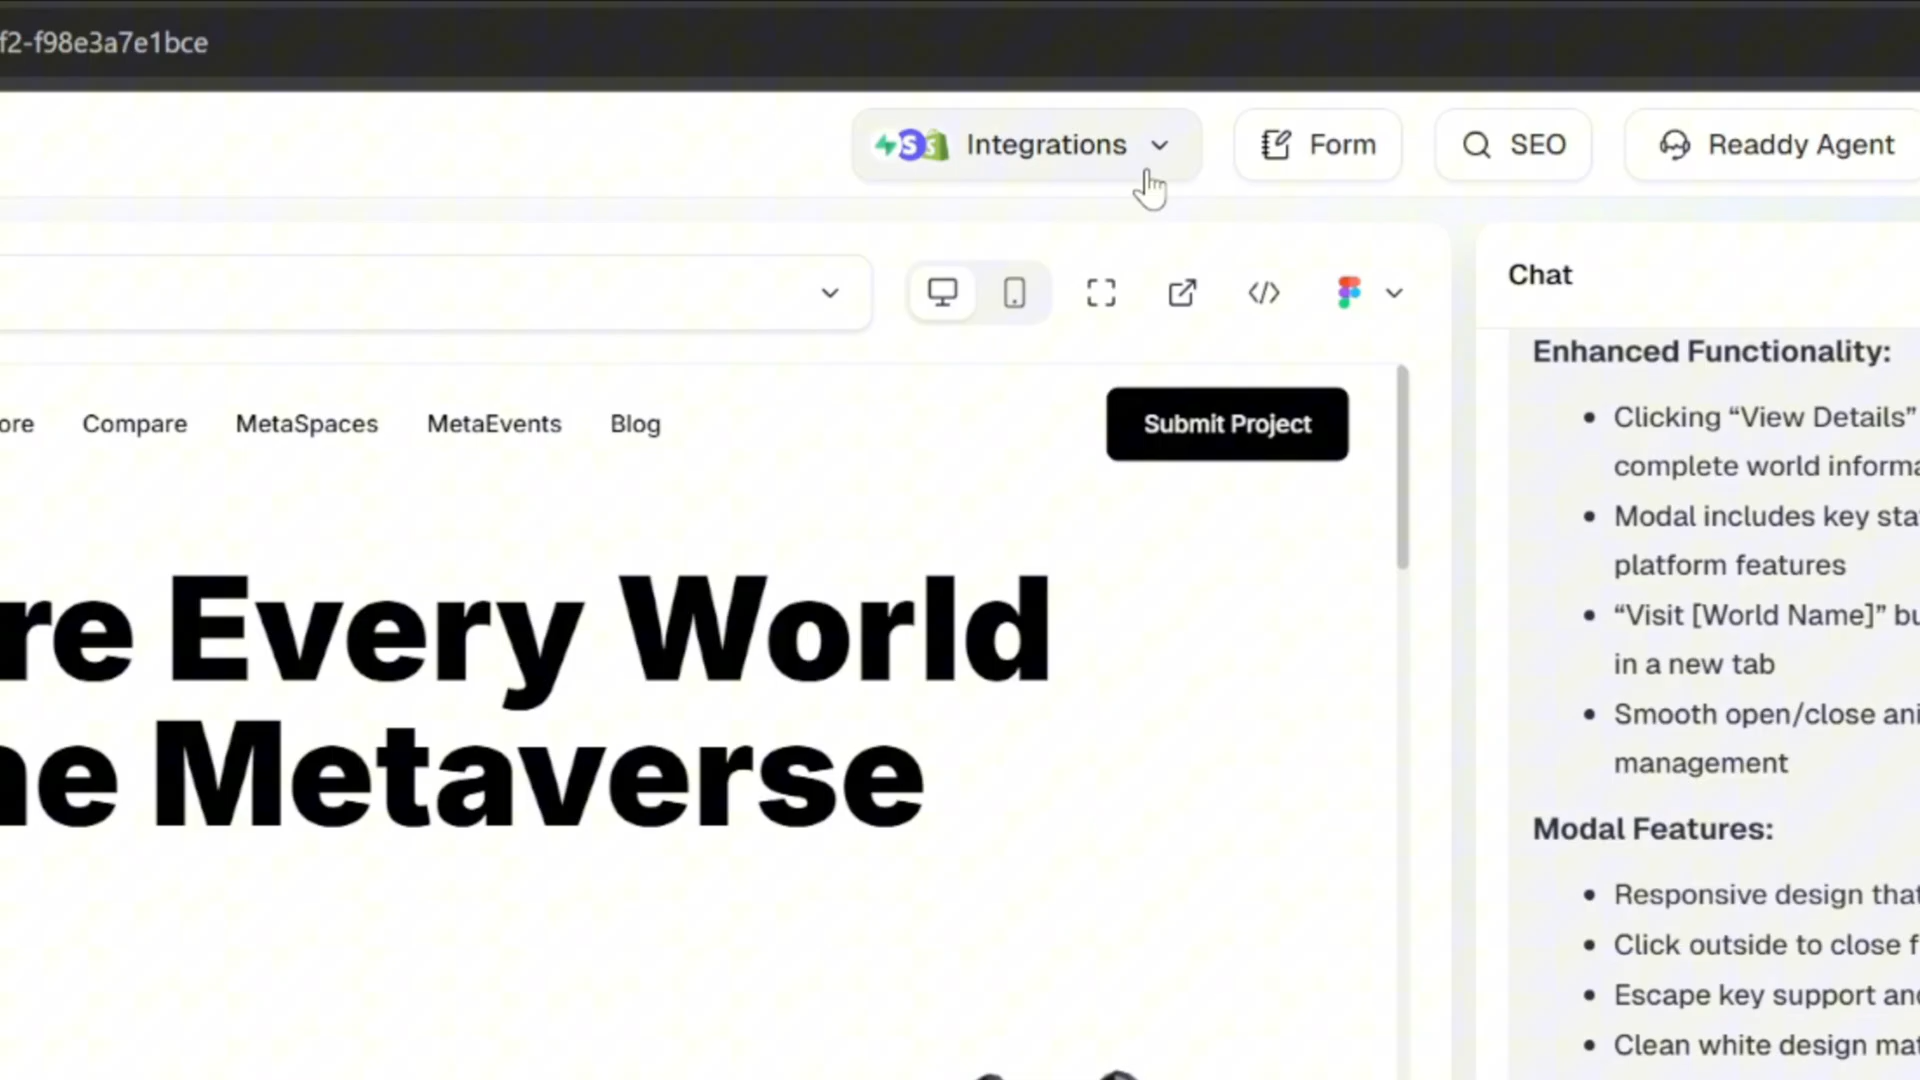 f2-f98e3a7e1bce
Integrations
Form
SEO
Readdy Agent
Chat
ore Compare MetaSpaces MetaEvents Blog
Submit Project
re Every World
ne Metaverse
Enhanced Functionality:
• Clicking “View Details”
complete world informa
• Modal includes key sta
platform features
• “Visit [World Name]” bu
in a new tab
• Smooth open/close ani
management
Modal Features:
• Responsive design that
• Click outside to close f
• Escape key support and
• Clean white design mat